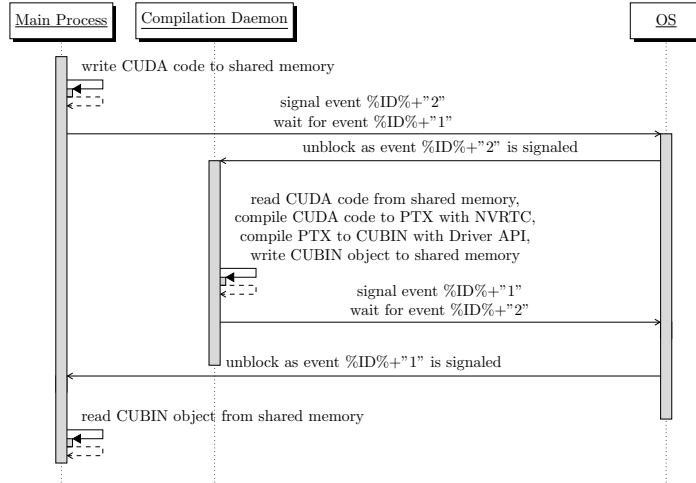 Main Process
Compilation Daemon
OS
write CUDA code to shared memory
signal event %ID%+”2”
wait for event %ID%+”1”
unblock as event %ID%+”2” is signaled
read CUDA code from shared memory,
compile CUDA code to PTX with NVRTC,
compile PTX to CUBIN with Driver API,
write CUBIN object to shared memory
signal event %ID%+”1”
wait for event %ID%+”2”
unblock as event %ID%+”1” is signaled
read CUBIN object from shared memory